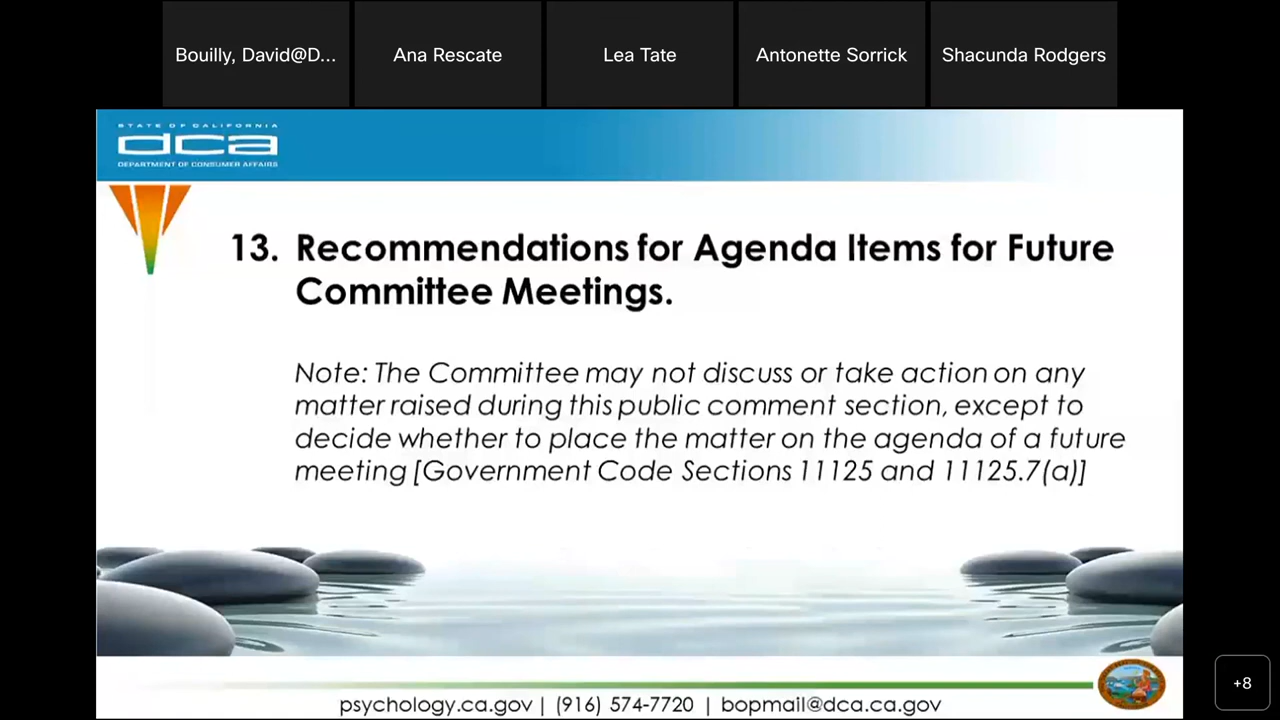 Bouilly, David@D...
Ana Rescate
Lea Tate
Antonette Sorrick
Shacunda Rodgers
STATE OF CALIFORNIA
dca
DEPARTMENT OF CONSUMER AFFAIRS
13. Recommendations for Agenda Items for Future
Committee Meetings.
Note: The Committee may not discuss or take action on any
matter raised during this public comment section, except to
decide whether to place the matter on the agenda of a future
meeting [Government Code Sections 11125 and 11125.7(a)]
psychology.ca.gov | (916) 574-7720 | bopmail@dca.ca.gov
+8